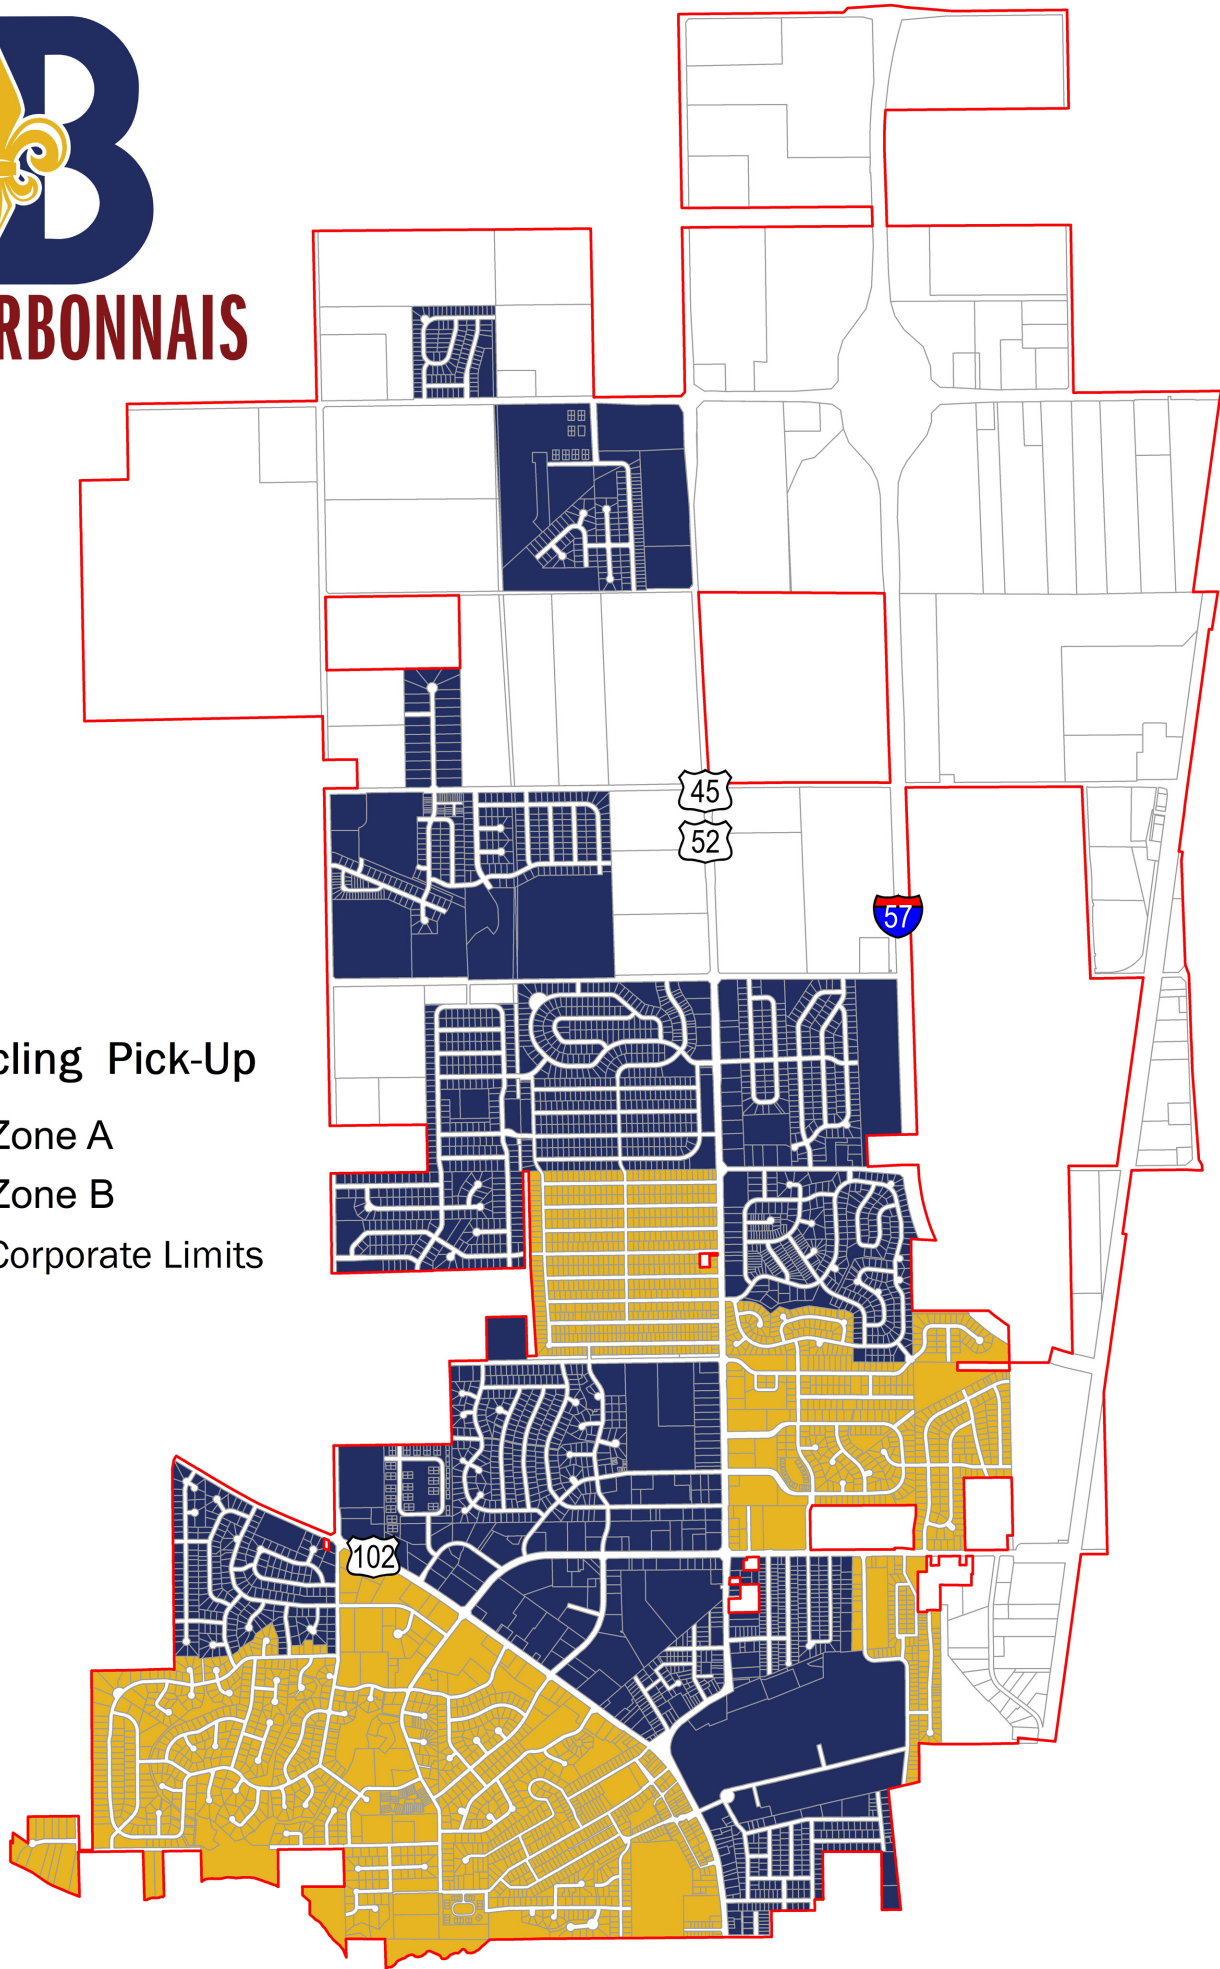 B
RBONNAIS
45
52
57
cling Pick-Up
Zone A
Zone B
Corporate Limits
102